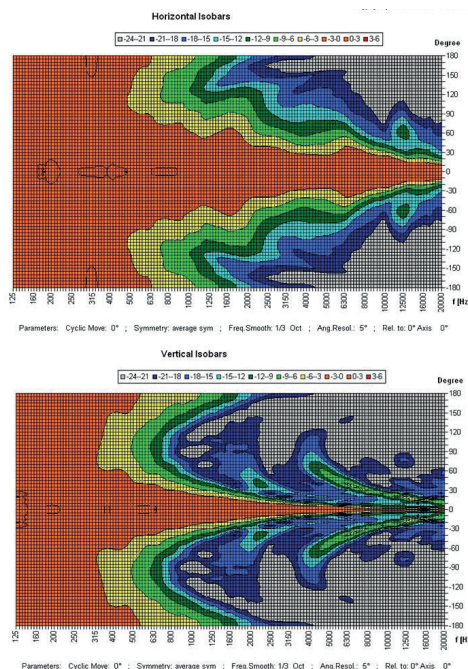 Horizontal Isobars
-24--21 -21--18 -18--15 -15--12 -12--9 -9--6 -6--3 -3-0 0-3 3-6
Degree
180
150
120
90
60
30
0
-30
-60
-90
-120
-150
-180
125 160 200 250 315 400 500 630 800 1000 1250 1600 2000 2500 3150 4000 5000 6300 8000 10000 12500 16000 20000
f [Hz
Parameters: Cyclic Move: 0° ; Symmetry: average sym ; Freq.Smooth: 1/3 Oct ; Ang.Resol.: 5° ; Rel. to: 0° Axis 0°
Vertical Isobars
-24--21 -21--18 -18--15 -15--12 -12--9 -9--6 -6--3 -3-0 0-3 3-6
Degree
180
150
120
90
60
30
0
-30
-60
-90
-120
-150
-180
125 160 200 250 315 400 500 630 800 1000 1250 1600 2000 2500 3150 4000 5000 6300 8000 10000 12500 16000 20000
f [H
Parameters: Cyclic Move: 0° ; Symmetry: average sym ; Freq.Smooth: 1/3 Oct ; Ang.Resol.: 5° ; Rel. to: 0° Axis 0°